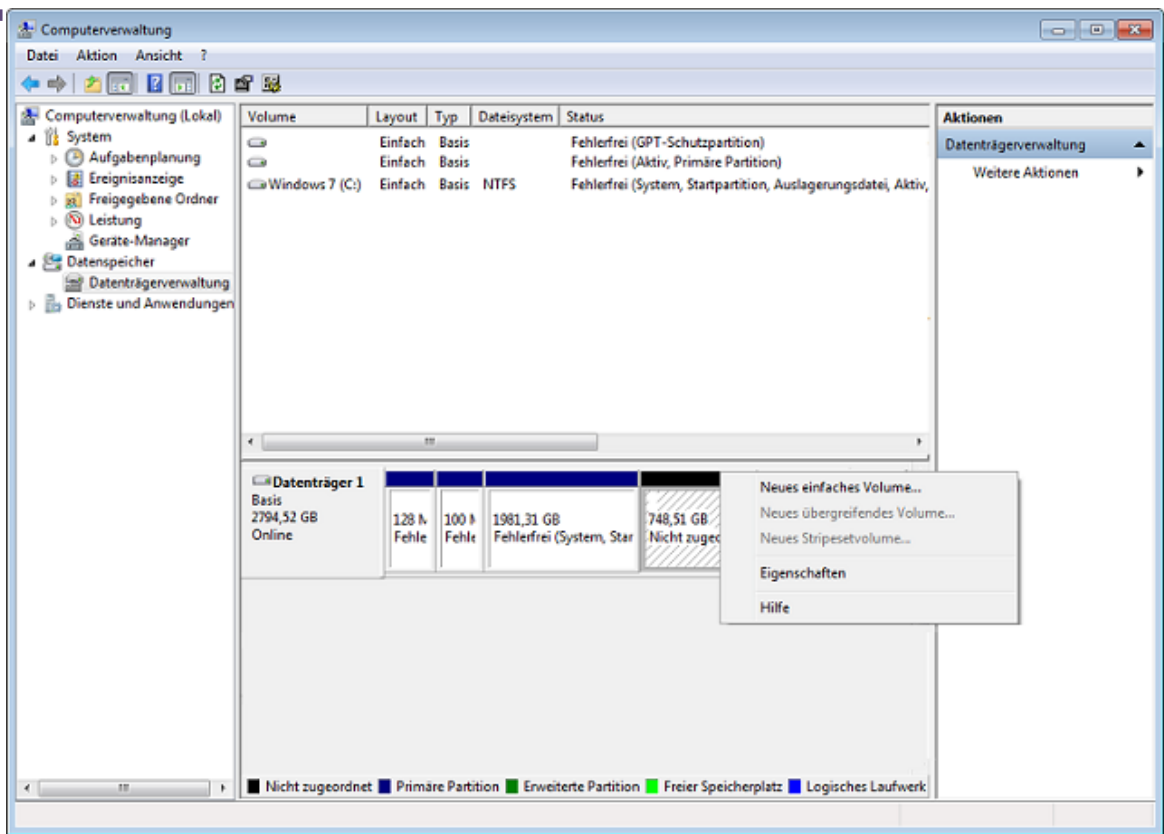 Computerverwaltung
Datei Aktion Ansicht ?
Computerverwaltung (Lokal)
System
Aufgabenplanung
Ereignisanzeige
Freigegebene Ordner
Leistung
Geräte-Manager
Datenspeicher
Datenträgerverwaltung
Dienste und Anwendungen
Volume Layout Typ Dateisystem Status
Einfach Basis Fehlerfrei (GPT-Schutzpartition)
Einfach Basis Fehlerfrei (Aktiv, Primäre Partition)
Windows 7 (C:) Einfach Basis NTFS Fehlerfrei (System, Startpartition, Auslagerungsdatei, Aktiv,
Aktionen
Datenträgerverwaltung
Weitere Aktionen
Datenträger 1
Basis
2794,52 GB
Online
128 M
Fehle
100 M
Fehle
1981,31 GB
Fehlerfrei (System, Star
748,51 GB
Nicht zugeo
Neues einfaches Volume...
Neues übergreifendes Volume...
Neues Stripesetvolume...
Eigenschaften
Hilfe
Nicht zugeordnet Primäre Partition Erweiterte Partition Freier Speicherplatz Logisches Laufwerk